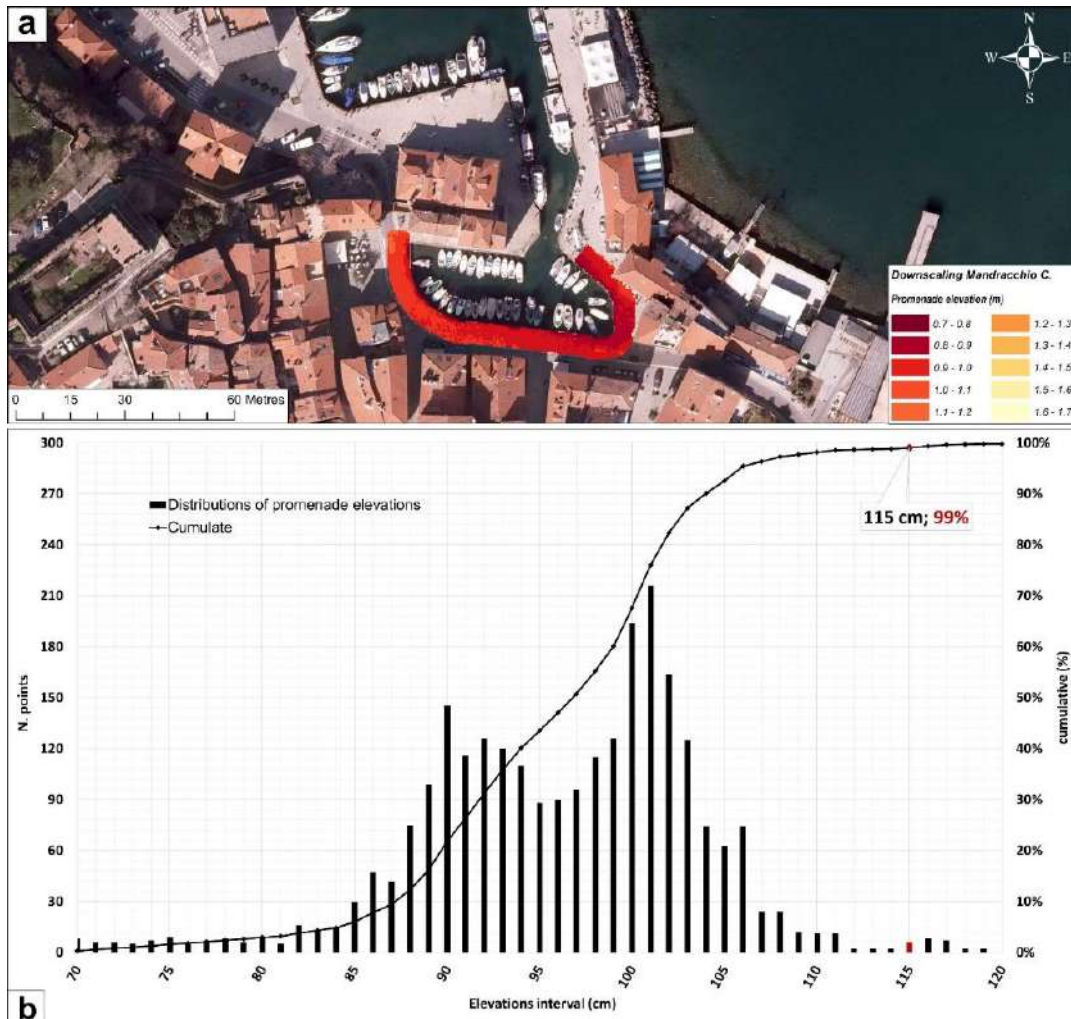 a
N
W E
S
Downscaling Mandracchio C.
Promenade elevation (m)
0.7 - 0.8 1.2 - 1.3
0.8 - 0.9 1.3 - 1.4
0.9 - 1.0 1.4 - 1.5
1.0 - 1.1 1.5 - 1.6
1.1 - 1.2 1.6 - 1.7
0 15 30 60 Metres
300 100%
270 90%
240 80%
210 70%
180 60%
150 50%
120 40%
90 30%
60 20%
30 10%
0 0%
Distributions of promenade elevations
Cumulate
115 cm; 99%
N. points
cumulative (%)
70 75 80 85 90 95 100 105 110 115 120
Elevations interval (cm)
b